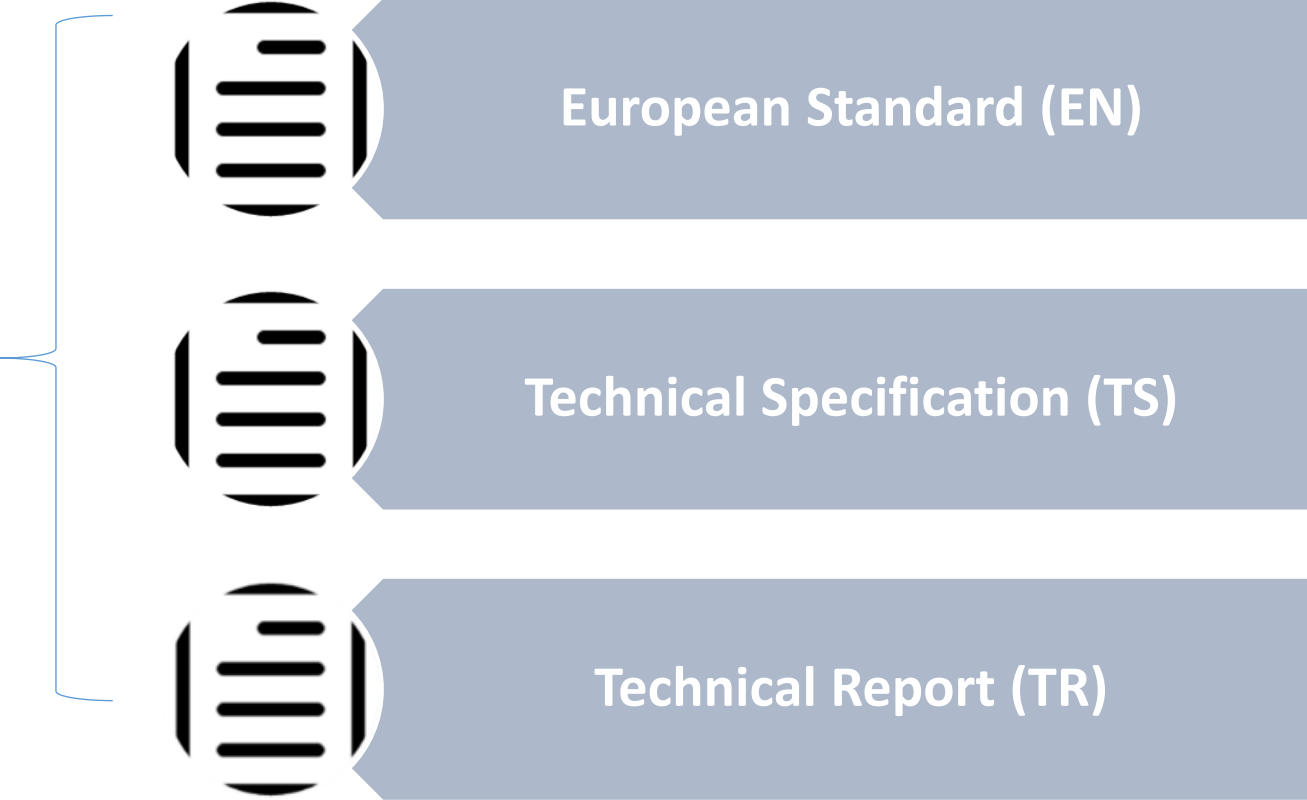 European Standard (EN)
Technical Specification (TS)
Technical Report (TR)